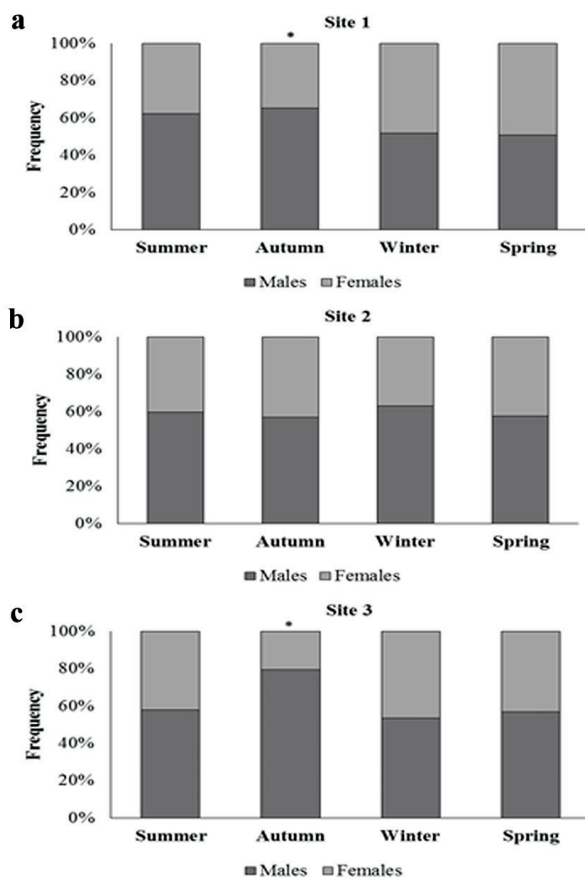 a
Site 1
*
100%
80%
60%
40%
20%
0%
Frequency
Summer Autumn Winter Spring
Males Females
b
Site 2
100%
80%
60%
40%
20%
0%
Frequency
Summer Autumn Winter Spring
Males Females
c
Site 3
*
100%
80%
60%
40%
20%
0%
Frequency
Summer Autumn Winter Spring
Males Females